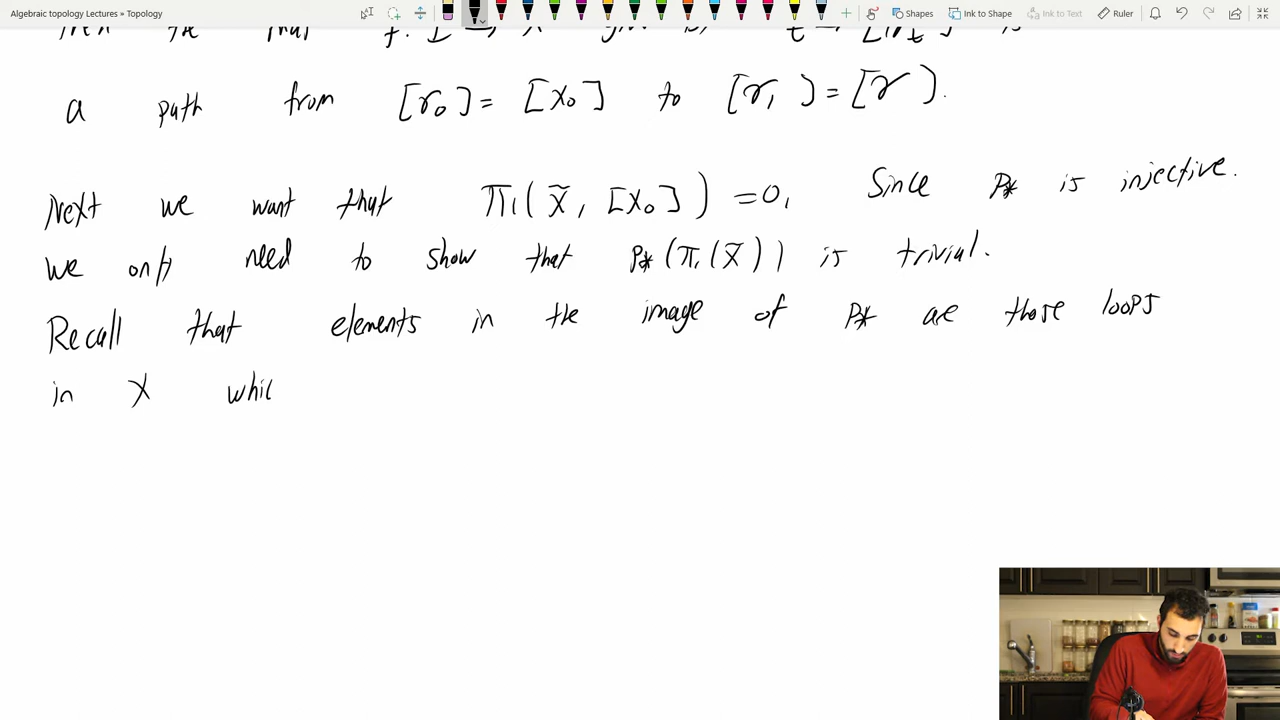 Algebraic topology Lectures » Topology
Shapes
Ink to Shape
Ink to Text
Ruler
that
a path from [γ₀] = [x₀] to [γ₁] = [γ].
Next we want that π₁(X̃, [x₀]) = 0, Since P* is injective.
we only need to show that P*(π₁(X̃)) is trivial.
Recall that elements in the image of P* are those loops
in X whic